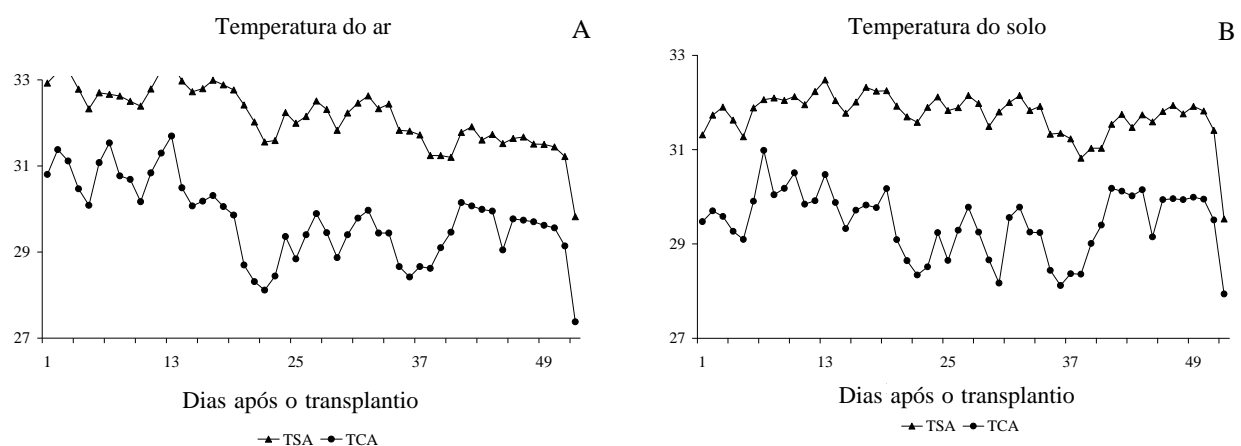 Temperatura do ar
A
33
31
29
27
1
13
25
37
49
Dias após o transplantio
TSA
TCA
Temperatura do solo
B
33
31
29
27
1
13
25
37
49
Dias após o transplantio
TSA
TCA